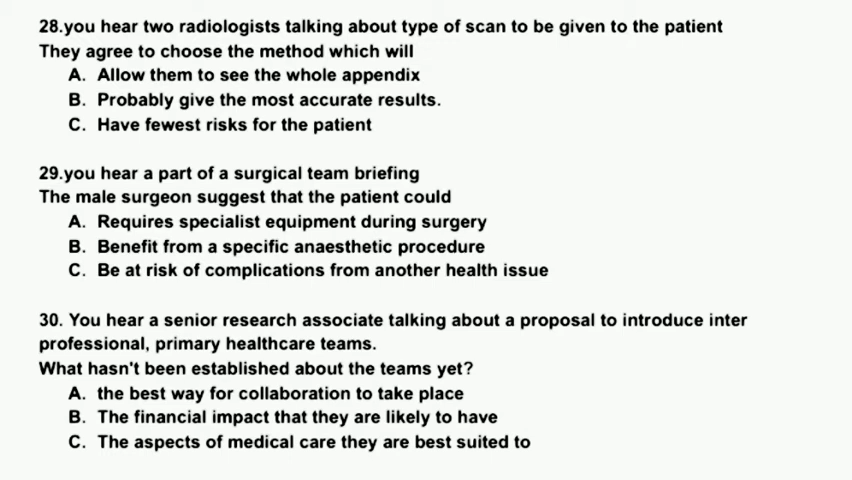 28.you hear two radiologists talking about type of scan to be given to the patient
They agree to choose the method which will
A. Allow them to see the whole appendix
B. Probably give the most accurate results.
C. Have fewest risks for the patient
29.you hear a part of a surgical team briefing
The male surgeon suggest that the patient could
A. Requires specialist equipment during surgery
B. Benefit from a specific anaesthetic procedure
C. Be at risk of complications from another health issue
30. You hear a senior research associate talking about a proposal to introduce inter
professional, primary healthcare teams.
What hasn't been established about the teams yet?
A. the best way for collaboration to take place
B. The financial impact that they are likely to have
C. The aspects of medical care they are best suited to